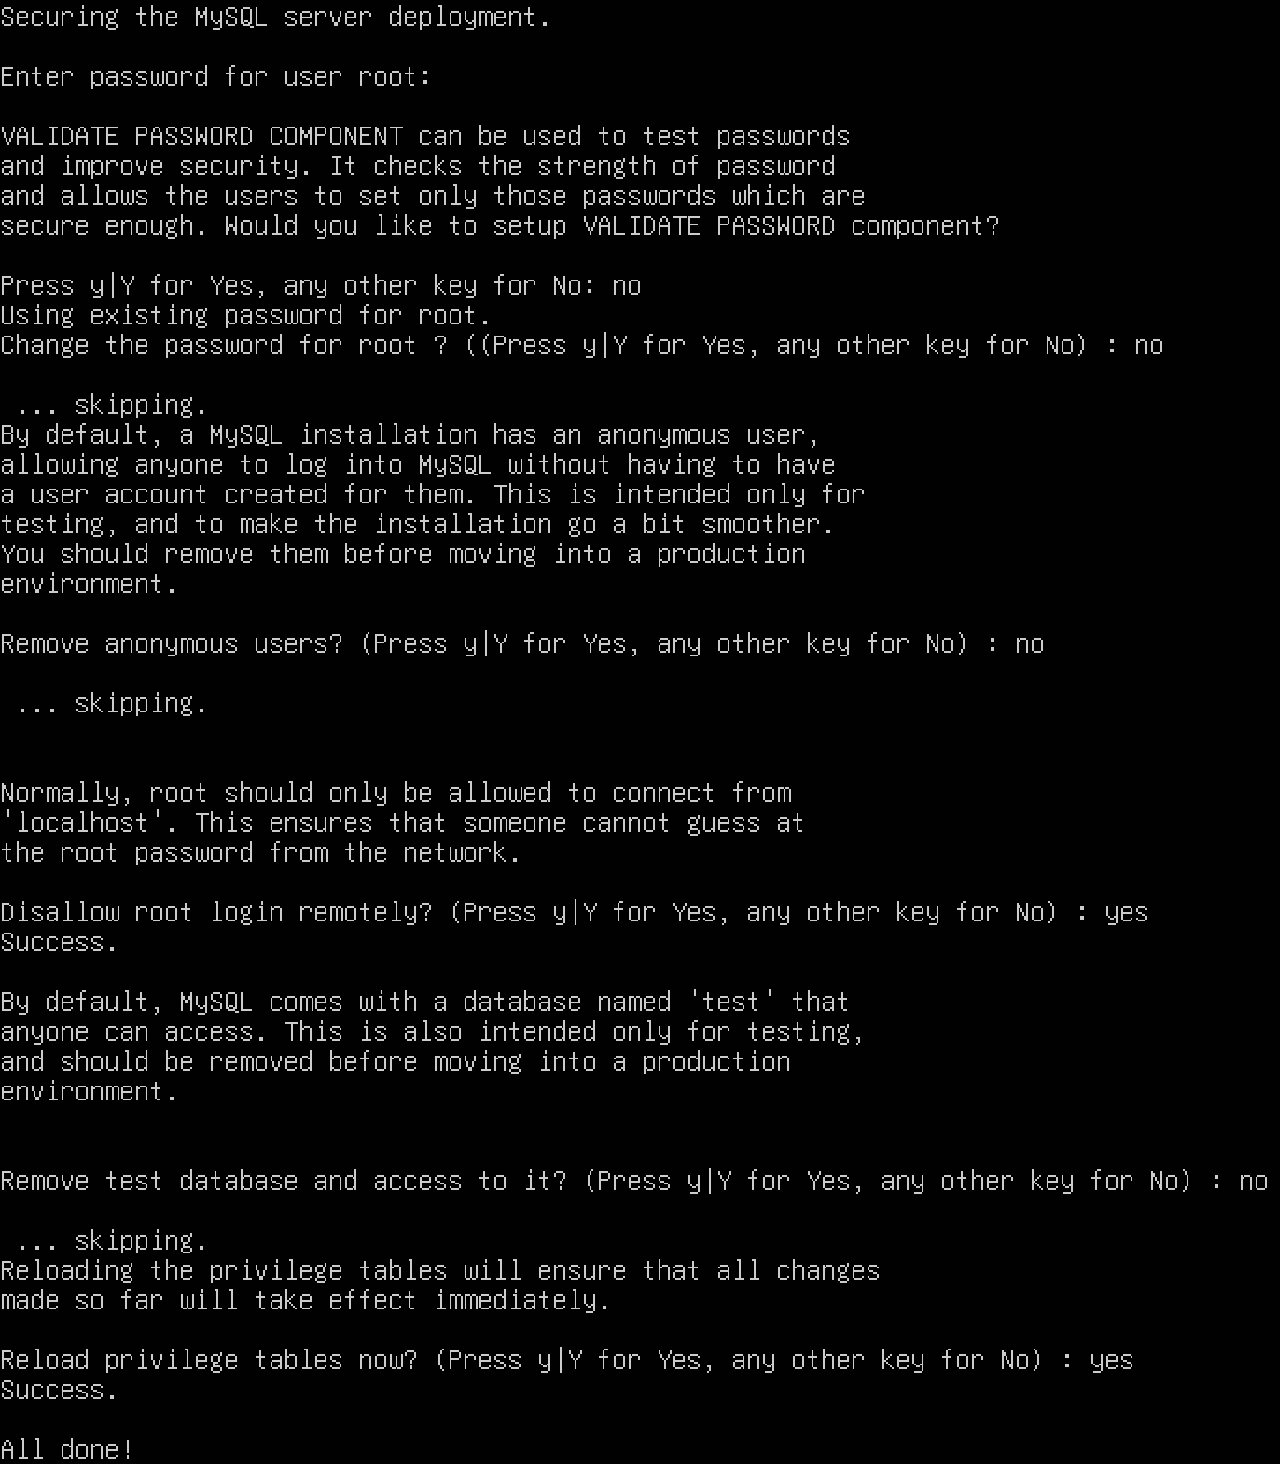 Securing the MySQL server deployment.
Enter password for user root:
VALIDATE PASSWORD COMPONENT can be used to test passwords
and improve security. It checks the strength of password
and allows the users to set only those passwords which are
secure enough. Would you like to setup VALIDATE PASSWORD component?
Press y|Y for Yes, any other key for No: no
Using existing password for root.
Change the password for root ? ((Press y|Y for Yes, any other key for No) : no
 ... skipping.
By default, a MySQL installation has an anonymous user,
allowing anyone to log into MySQL without having to have
a user account created for them. This is intended only for
testing, and to make the installation go a bit smoother.
You should remove them before moving into a production
environment.
Remove anonymous users? (Press y|Y for Yes, any other key for No) : no
 ... skipping.
Normally, root should only be allowed to connect from
'localhost'. This ensures that someone cannot guess at
the root password from the network.
Disallow root login remotely? (Press y|Y for Yes, any other key for No) : yes
Success.
By default, MySQL comes with a database named 'test' that
anyone can access. This is also intended only for testing,
and should be removed before moving into a production
environment.
Remove test database and access to it? (Press y|Y for Yes, any other key for No) : no
 ... skipping.
Reloading the privilege tables will ensure that all changes
made so far will take effect immediately.
Reload privilege tables now? (Press y|Y for Yes, any other key for No) : yes
Success.
All done!